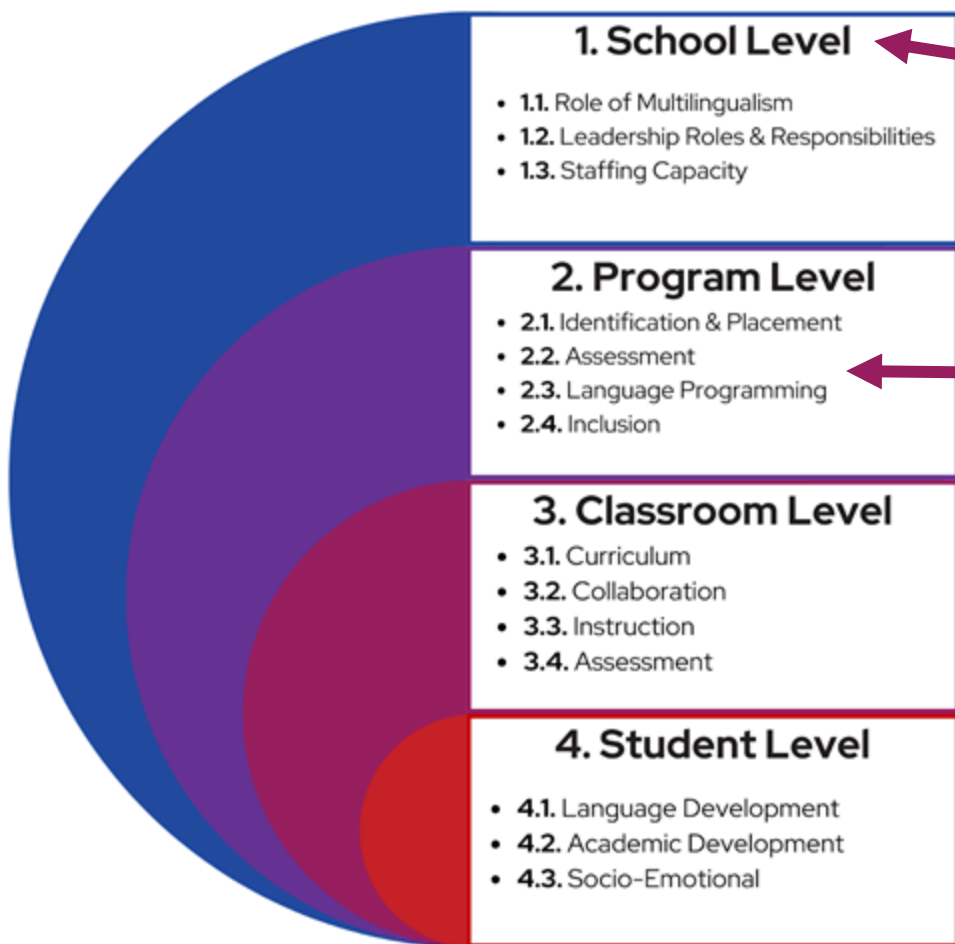 1. School Level
• 1.1. Role of Multilingualism
• 1.2. Leadership Roles & Responsibilities
• 1.3. Staffing Capacity
2. Program Level
• 2.1. Identification & Placement
• 2.2. Assessment
• 2.3. Language Programming
• 2.4. Inclusion
3. Classroom Level
• 3.1. Curriculum
• 3.2. Collaboration
• 3.3. Instruction
• 3.4. Assessment
4. Student Level
• 4.1. Language Development
• 4.2. Academic Development
• 4.3. Socio-Emotional